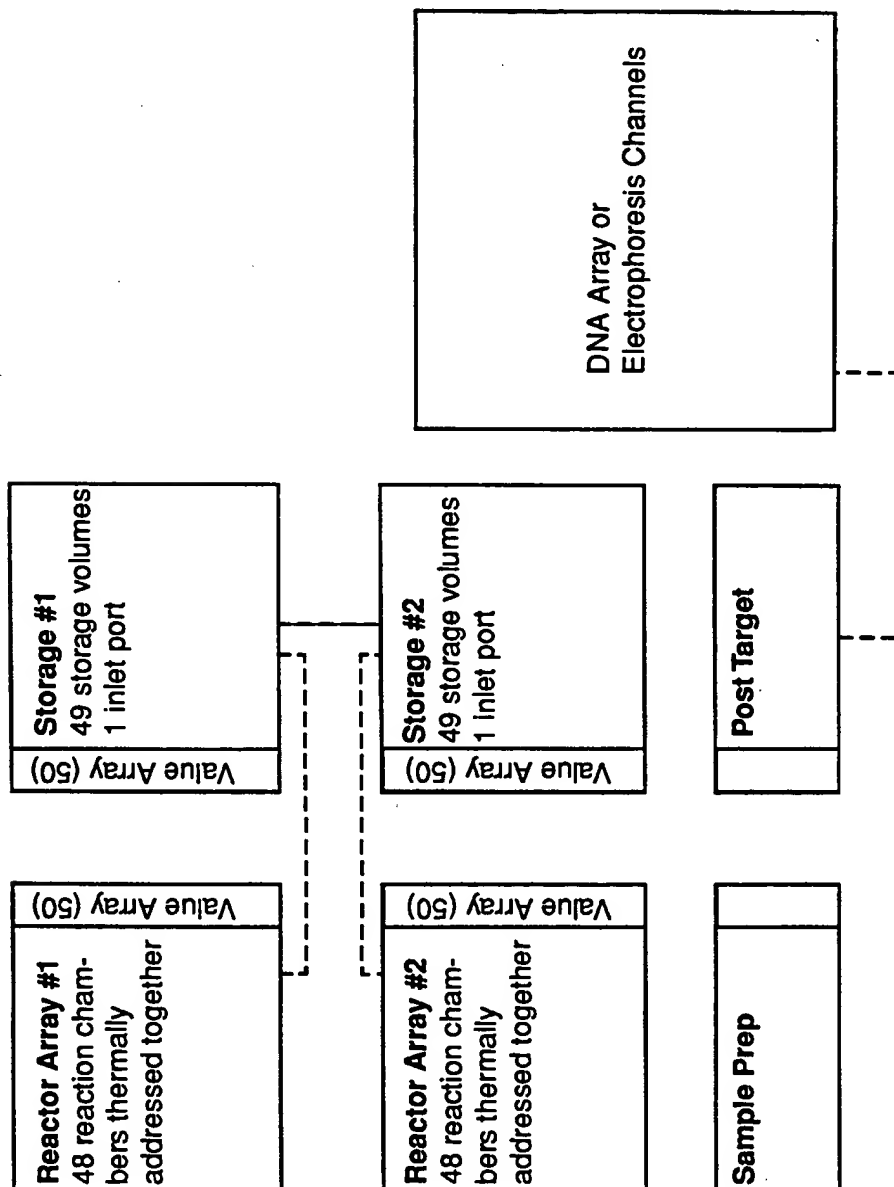 Reactor Array #1
48 reaction cham-
bers thermally
addressed together
Value Array (50)
Value Array (50)
Storage #1
49 storage volumes
1 inlet port
Reactor Array #2
48 reaction cham-
bers thermally
addressed together
Value Array (50)
Value Array (50)
Storage #2
49 storage volumes
1 inlet port
Sample Prep
Post Target
DNA Array or
Electrophoresis Channels